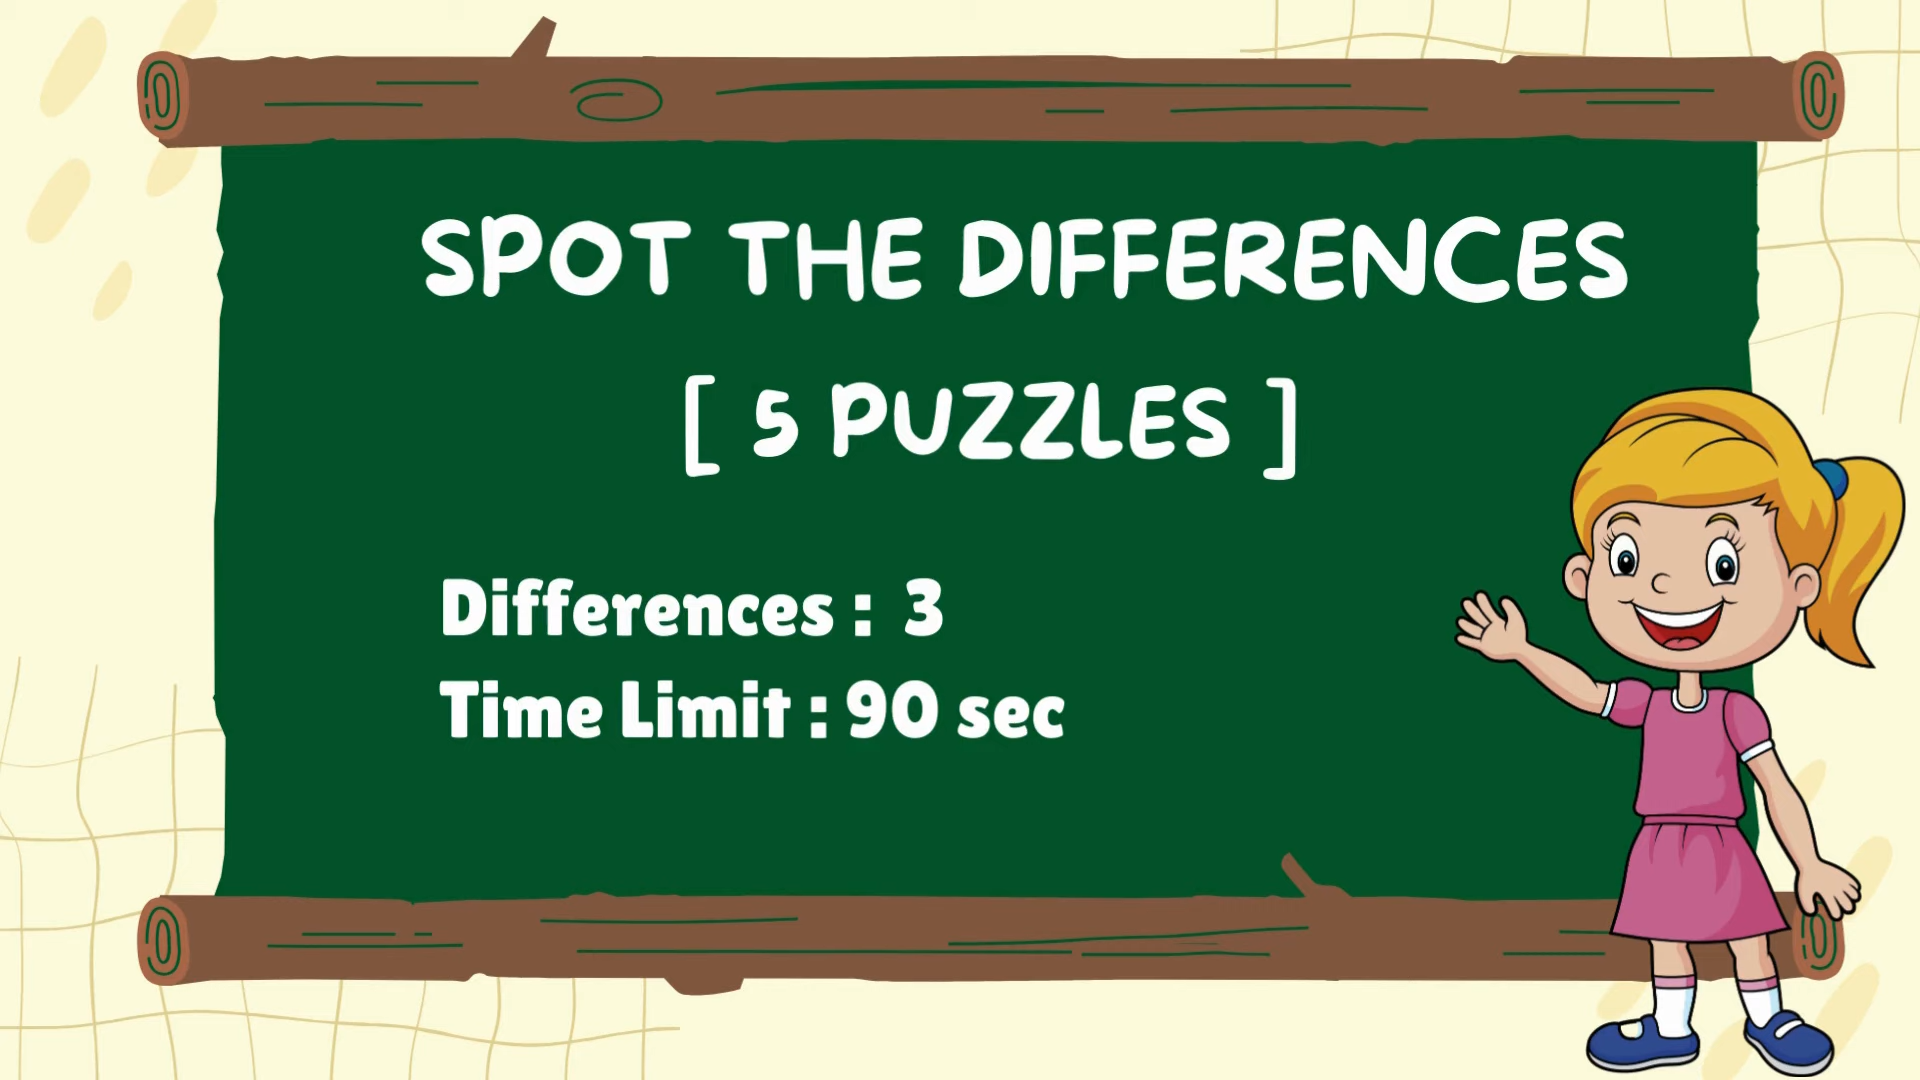 SPOT THE DIFFERENCES
[ 5 PUZZLES ]
Differences : 3
Time Limit : 90 sec